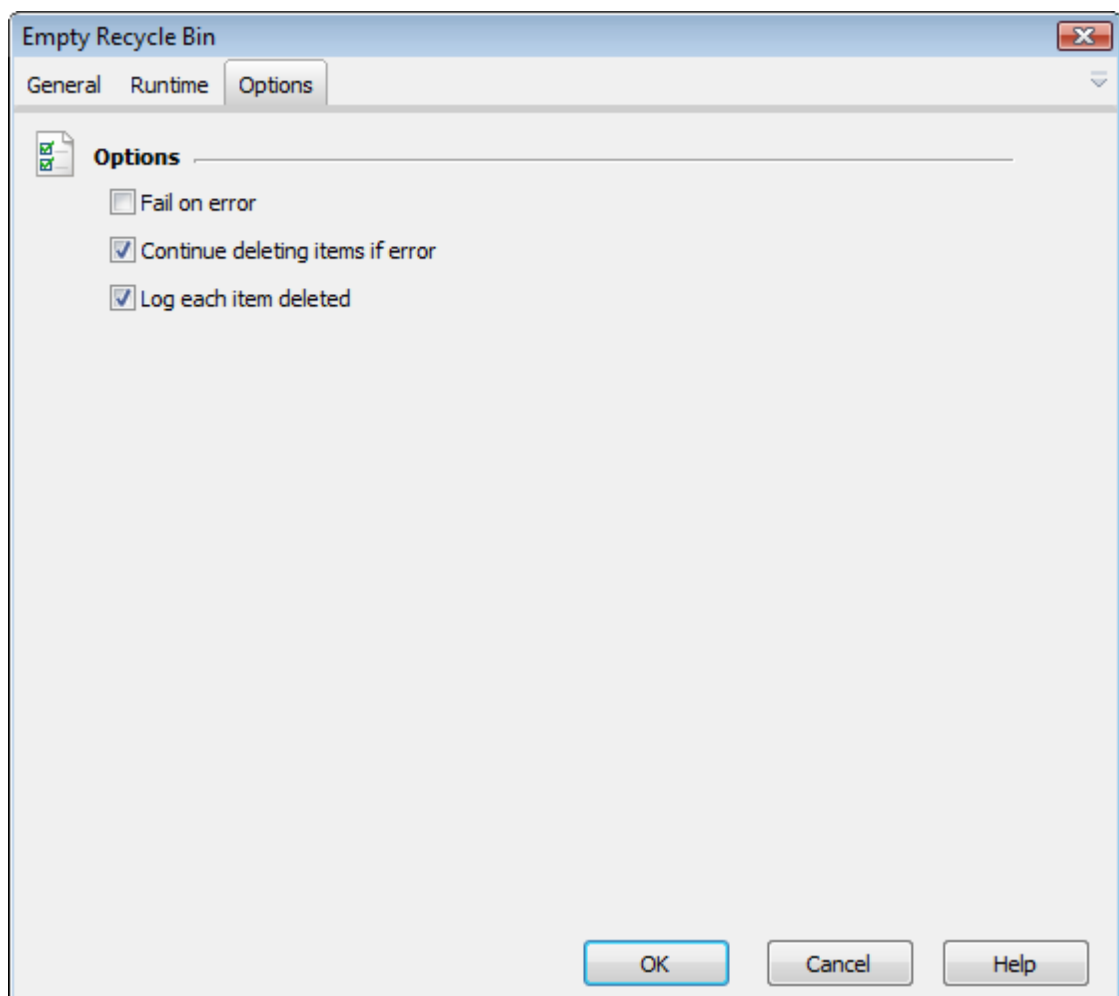 Empty Recycle Bin
General Runtime Options
Options
Fail on error
Continue deleting items if error
Log each item deleted
OK Cancel Help